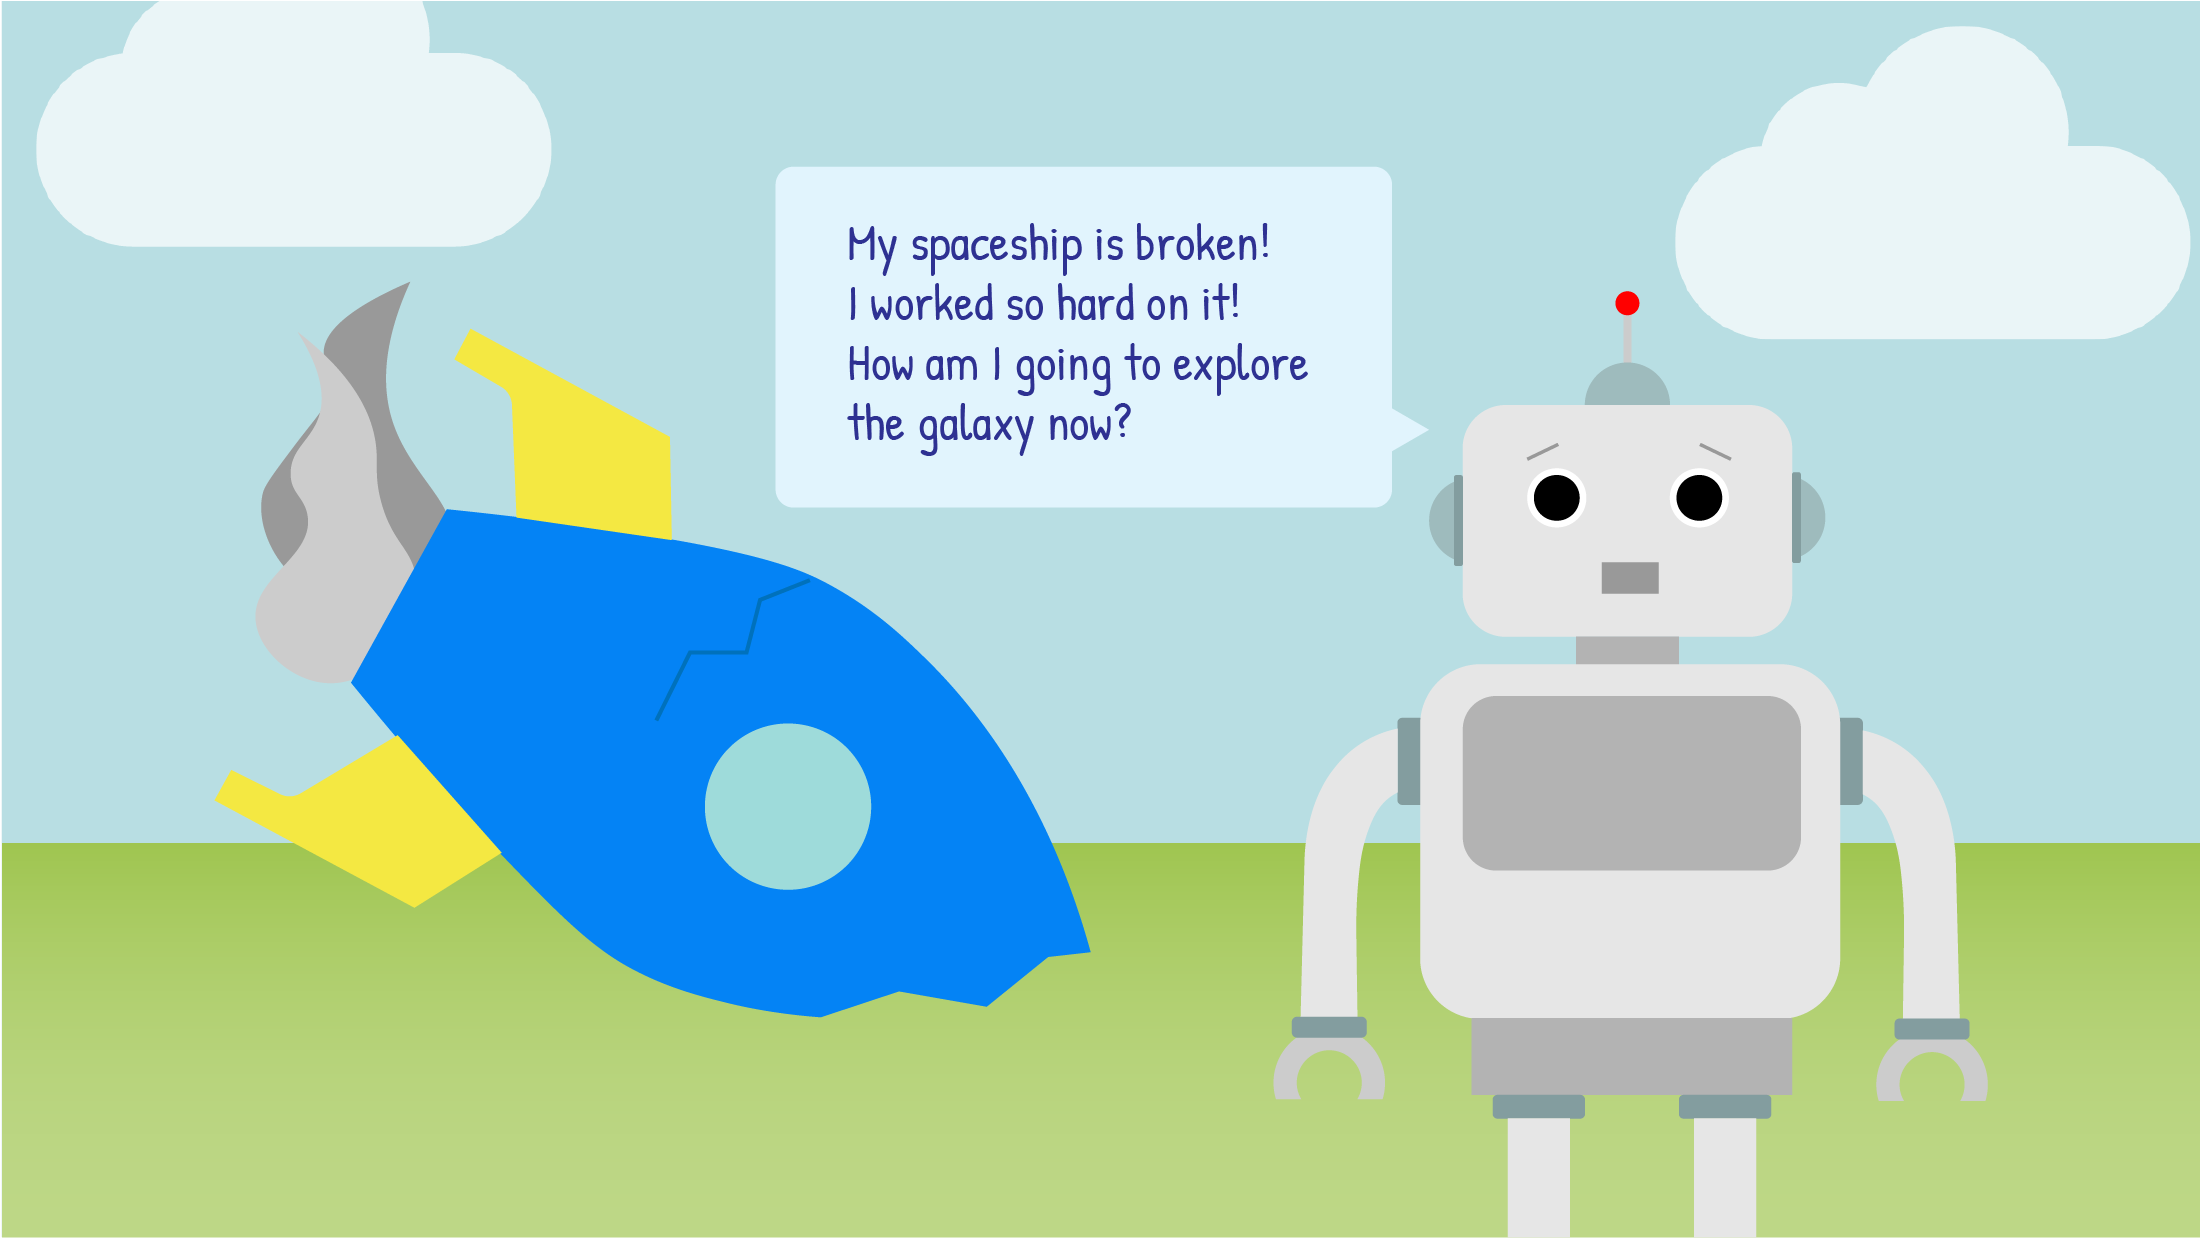 My spaceship is broken!
I worked so hard on it!
How am I going to explore
the galaxy now?